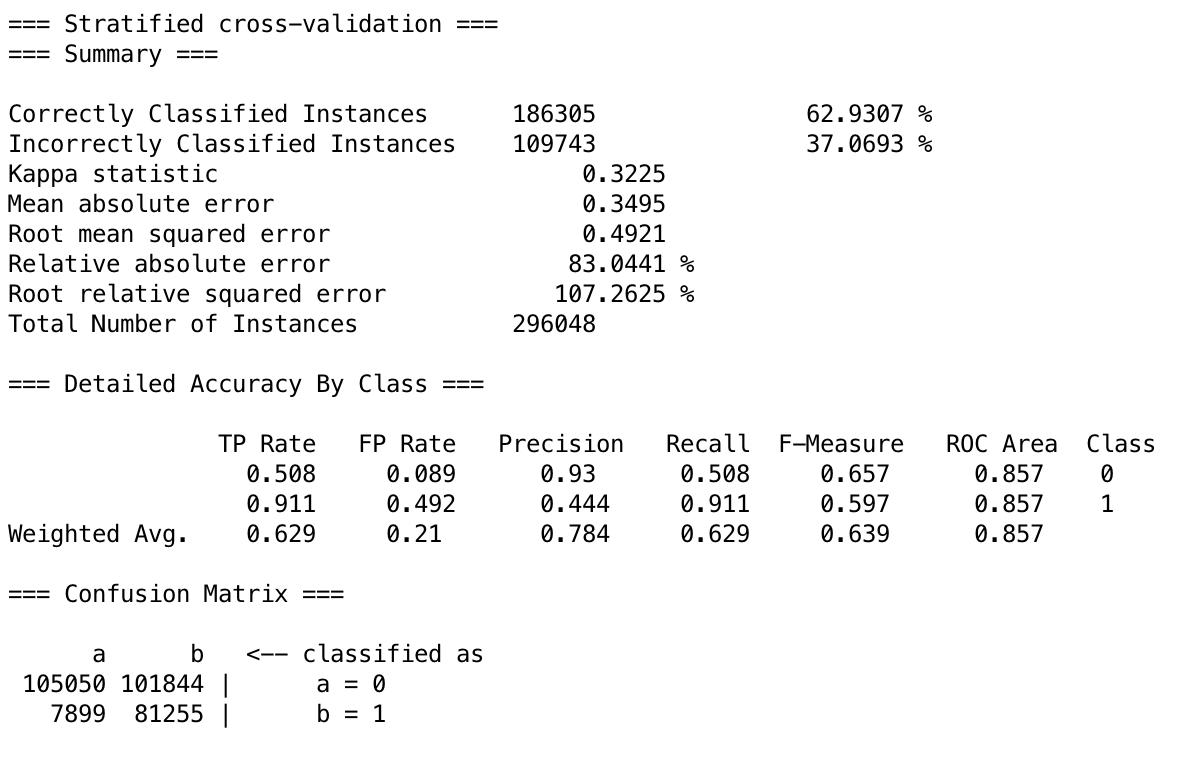 === Stratified cross-validation ===
=== Summary ===
Correctly Classified Instances 186305 62.9307 %
Incorrectly Classified Instances 109743 37.0693 %
Kappa statistic 0.3225
Mean absolute error 0.3495
Root mean squared error 0.4921
Relative absolute error 83.0441 %
Root relative squared error 107.2625 %
Total Number of Instances 296048
=== Detailed Accuracy By Class ===
TP Rate FP Rate Precision Recall F-Measure ROC Area Class
0.508 0.089 0.93 0.508 0.657 0.857 0
0.911 0.492 0.444 0.911 0.597 0.857 1
Weighted Avg. 0.629 0.21 0.784 0.629 0.639 0.857
=== Confusion Matrix ===
a b <-- classified as
105050 101844 | a = 0
7899 81255 | b = 1